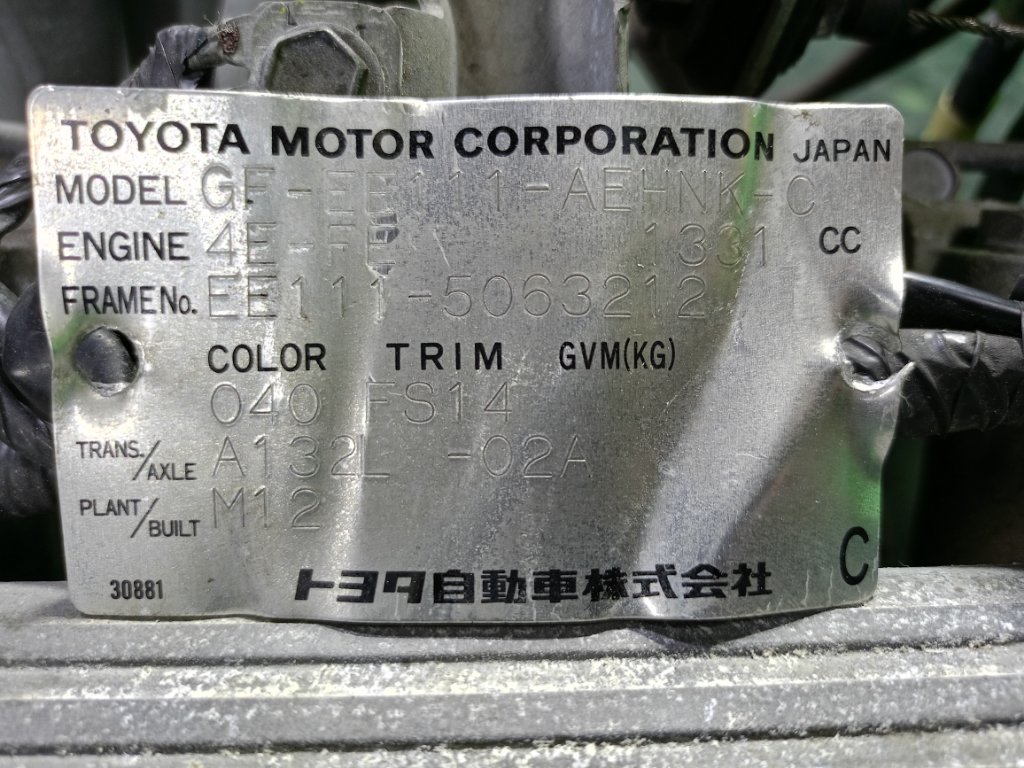 TOYOTA MOTOR CORPORATION JAPAN
MODEL GF-EE111-AEHNK-C
ENGINE 4E-FE 1331 CC
FRAME No. EE111-5063212
COLOR TRIM GVM(KG)
040 FS14
TRANS./AXLE A132L -02A
PLANT/BUILT M12
30881 トヨタ自動車株式会社 C